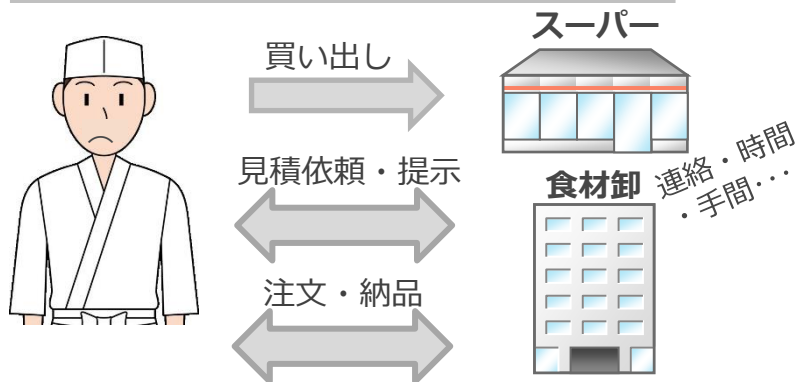 スーパー
買い出し
見積依頼・提示
食材卸
連絡・時間
・手間･･･
注文・納品